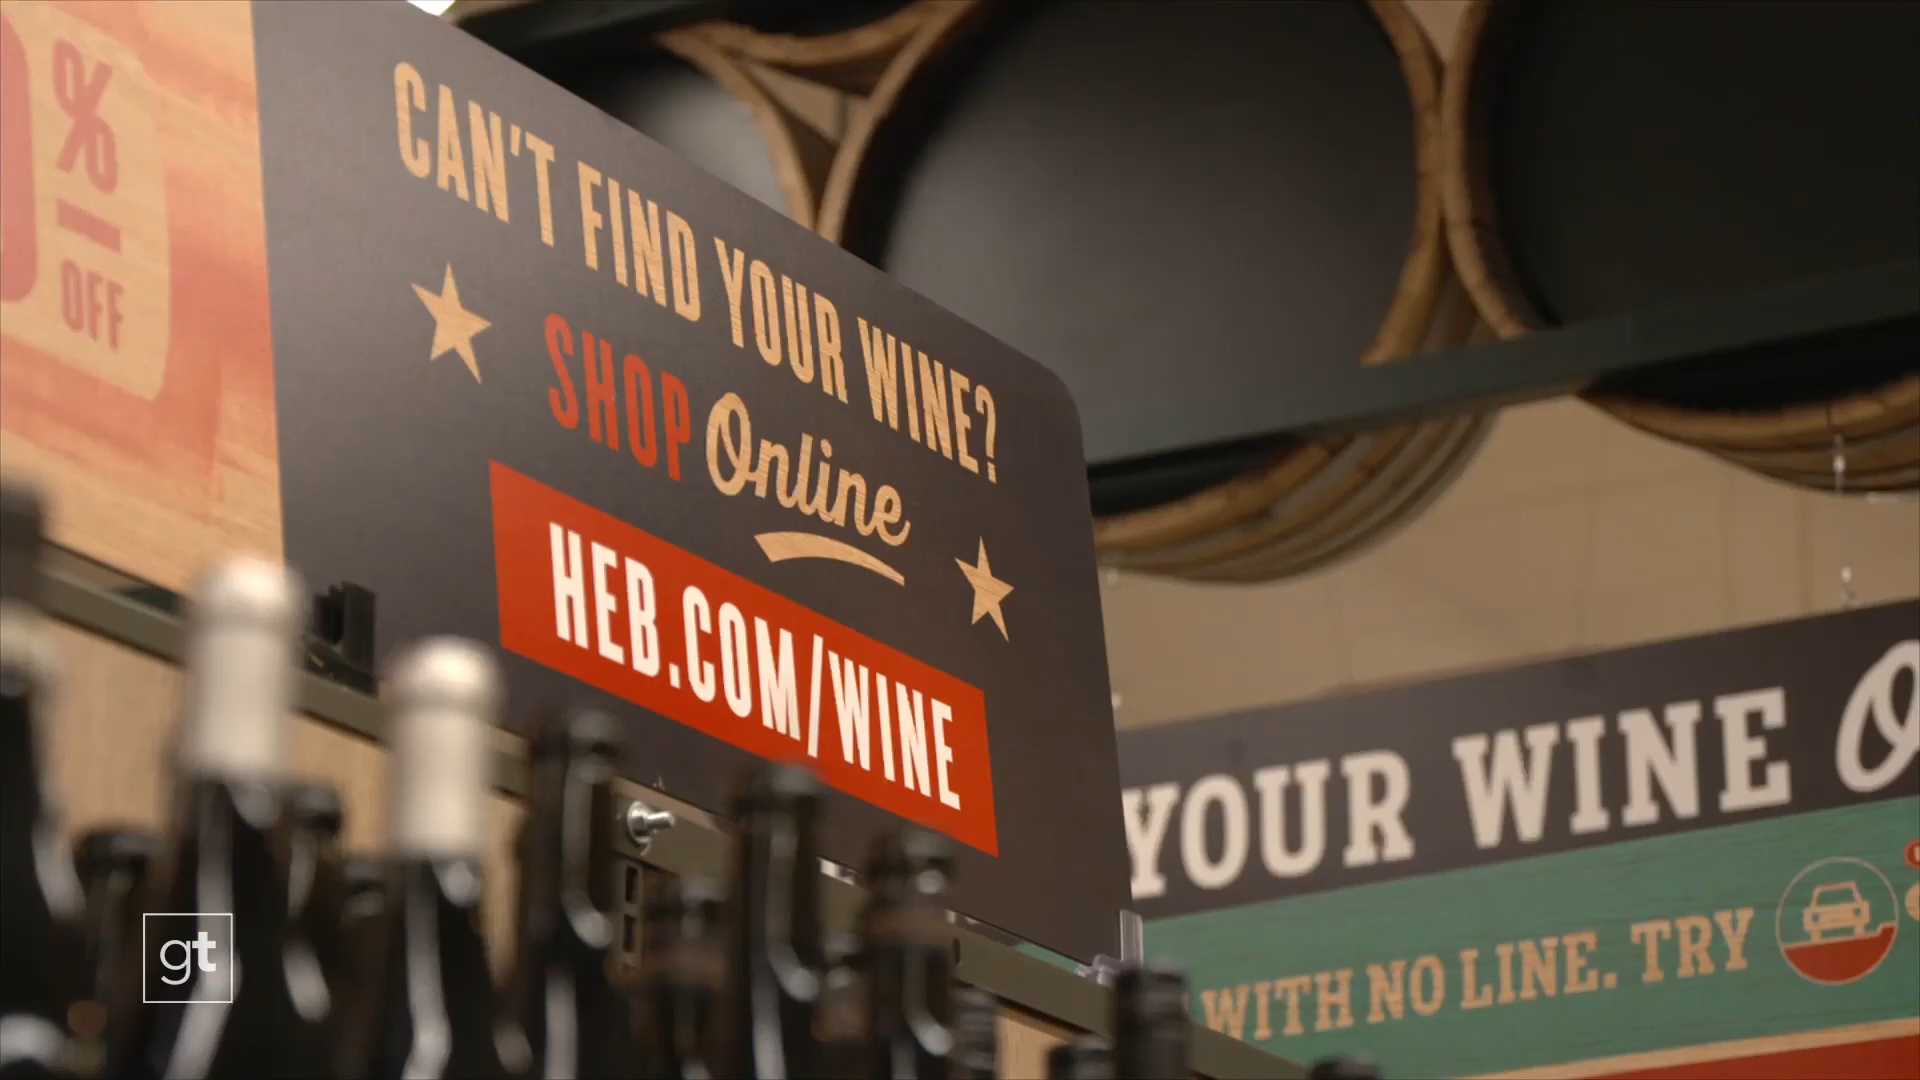 %
OFF
CAN'T FIND YOUR WINE?
SHOP Online
HEB.COM/WINE
YOUR WINE
WITH NO LINE. TRY
gt